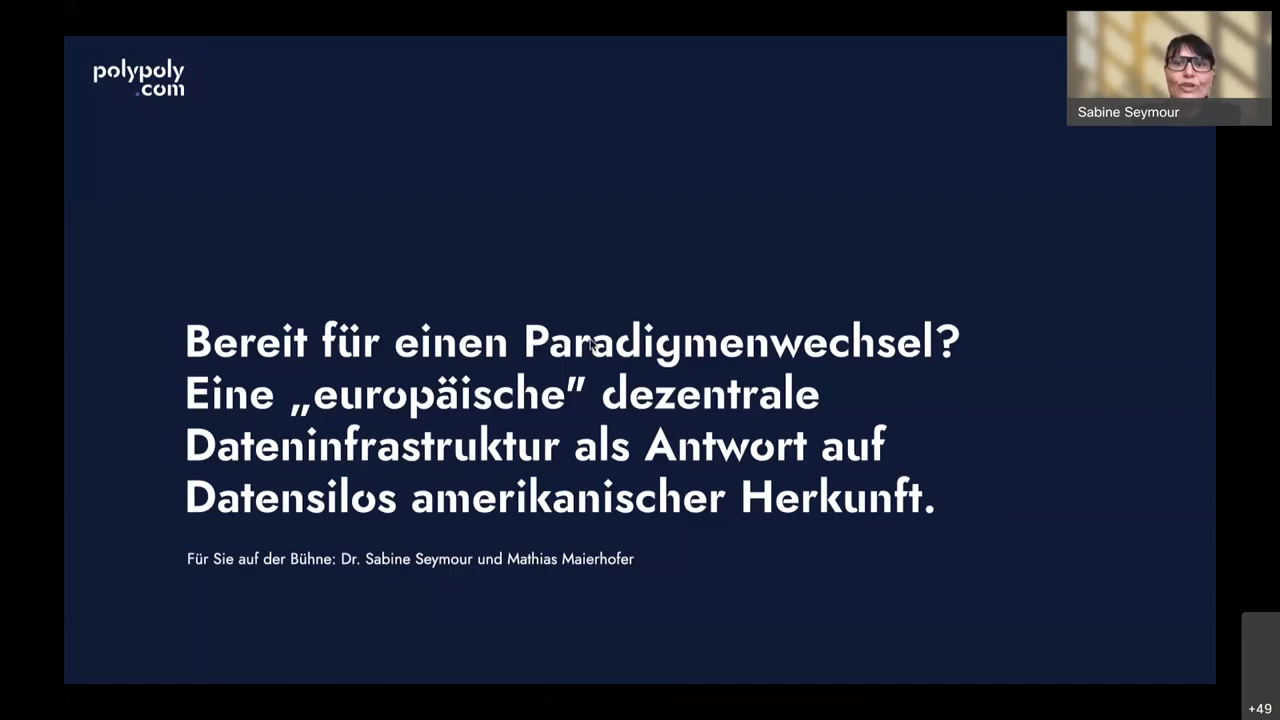 polypoly
.com
Sabine Seymour
Bereit für einen Paradigmenwechsel?
Eine „europäische" dezentrale
Dateninfrastruktur als Antwort auf
Datensilos amerikanischer Herkunft.
Für Sie auf der Bühne: Dr. Sabine Seymour und Mathias Maierhofer
+49